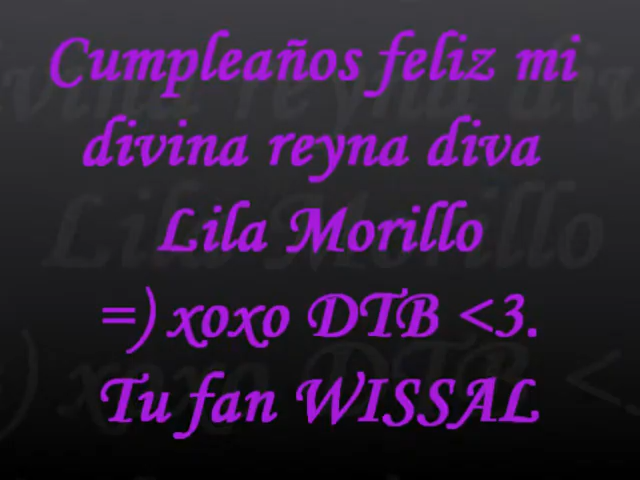 Cumpleaños feliz mi
divina reyna diva
Lila Morillo
=) xoxo DTB <3.
Tu fan WISSAL